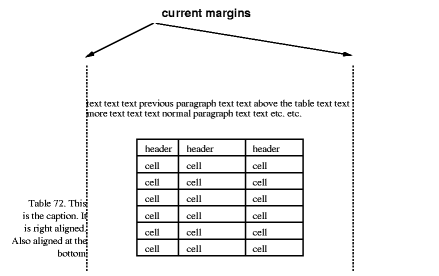 current margins
text text text previous paragraph text text above the table text text
more text text text normal paragraph text text etc. etc.
header header header
cell cell cell
cell cell cell
cell cell cell
cell cell cell
cell cell cell
cell cell cell
Table 72. This
is the caption. It
is right aligned.
Also aligned at the
bottom